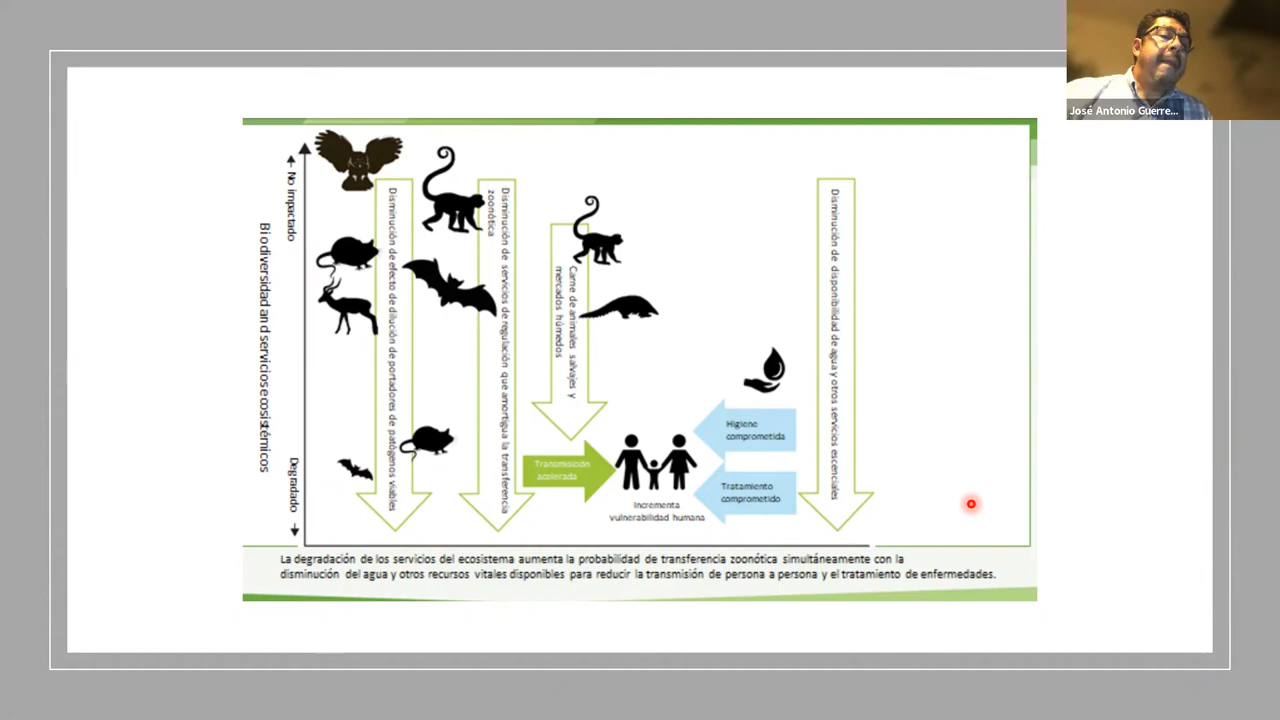 José Antonio Guerre...
← No impactado
Degradado →
Biodiversidad and servicios ecosistémicos
Disminución de efecto de dilución de portadores de patógenos viables
Disminución de servicios de regulación que amortigua la transferencia
zoonótica
Carne de animales salvajes y
mercados húmedos
Disminución de disponibilidad de agua y otros servicios escenciales
Higiene
comprometida
Transmisión
acelerada
Tratamiento
comprometido
Incrementa
vulnerabilidad humana
La degradación de los servicios del ecosistema aumenta la probabilidad de transferencia zoonótica simultáneamente con la
disminución del agua y otros recursos vitales disponibles para reducir la transmisión de persona a persona y el tratamiento de enfermedades.